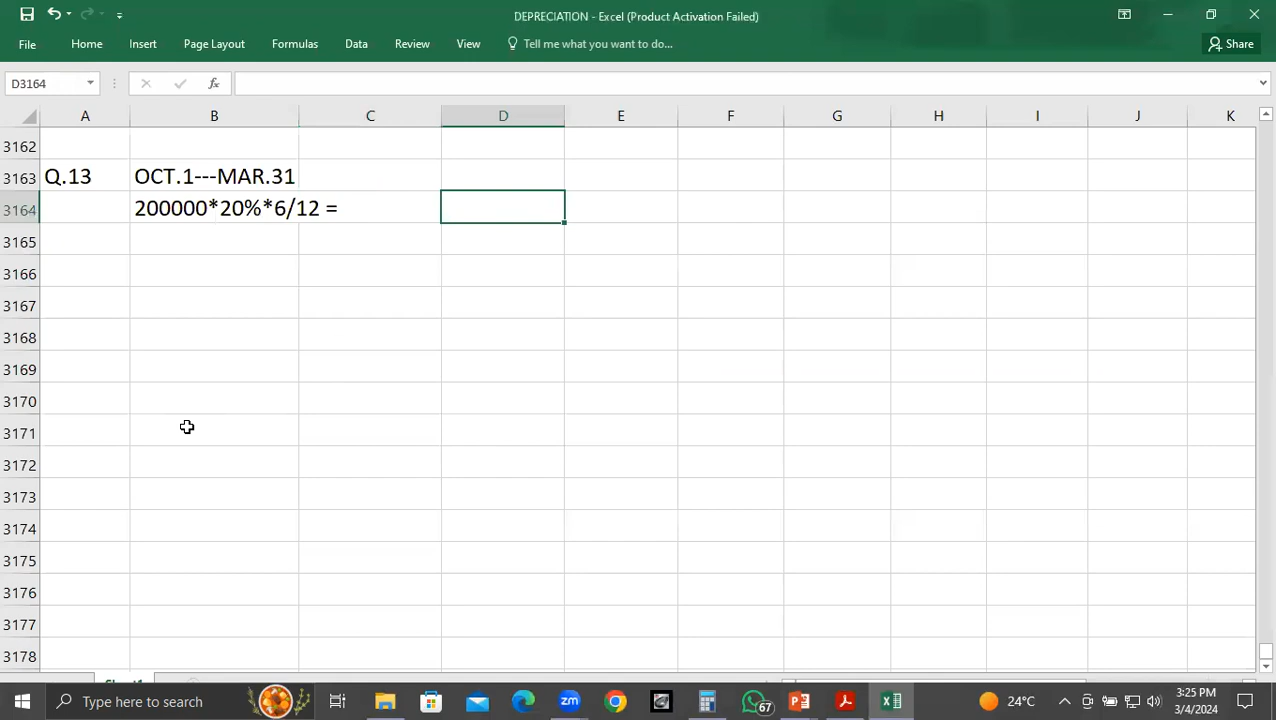 DEPRECIATION - Excel (Product Activation Failed)
File Home Insert Page Layout Formulas Data Review View Tell me what you want to do... Share
D3164 fx
A B C D E F G H I J K
3162
3163 Q.13 OCT.1---MAR.31
3164 200000*20%*6/12 =
3165
3166
3167
3168
3169
3170
3171
3172
3173
3174
3175
3176
3177
3178
Sheet1
Type here to search 67 24°C 3:25 PM
3/4/2024